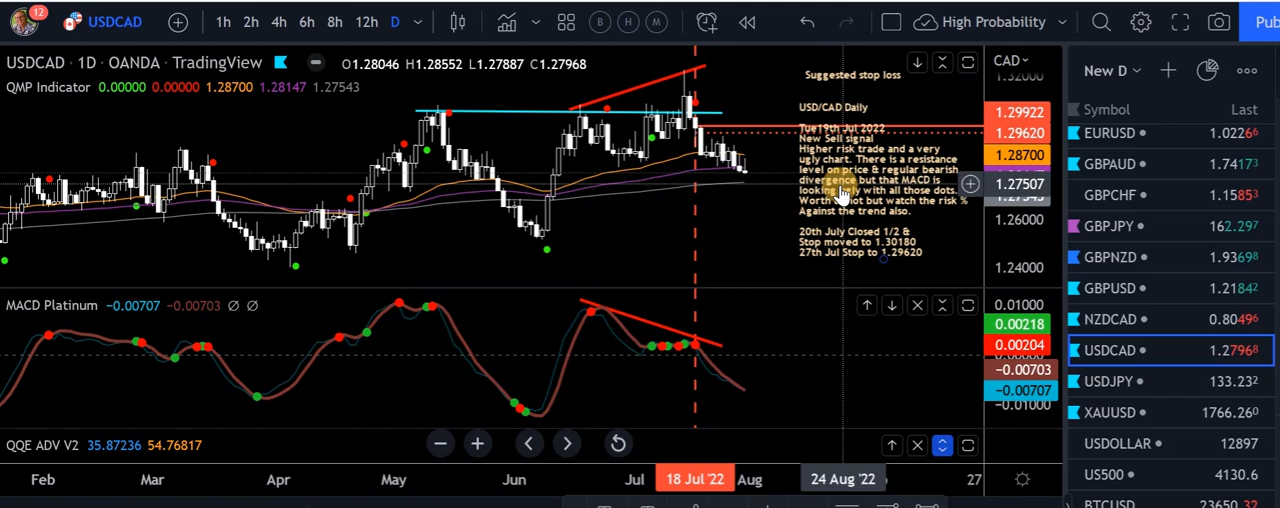 12
USDCAD
1h 2h 4h 6h 8h 12h D
B H M
High Probability
Pub
USDCAD · 1D · OANDA · TradingView
O1.28046 H1.28552 L1.27887 C1.27968
QMP Indicator 0.00000 0.00000 1.28700 1.28147 1.27543
CAD
1.32000
1.29922
1.29620
1.28700
1.27507
1.27543
1.26000
1.24000
Suggested stop loss
USD/CAD Daily
Tue19th Jul 2022
New Sell signal
Higher risk trade and a very
ugly chart. There is a resistance
level on price & regular bearish
divergence but that MACD is
looking ugly with all those dots.
Worth a shot but watch the risk %
Against the trend also.
20th July Closed 1/2 &
Stop moved to 1.30180
27th Jul Stop to 1.29620
MACD Platinum −0.00707 −0.00703 ∅ ∅
0.01000
0.00218
0.00204
0.00000
−0.00703
−0.00707
−0.01000
QQE ADV V2 35.87236 54.76817
Feb Mar Apr May Jun Jul 18 Jul '22 Aug 24 Aug '22 27
New D
Symbol Last
EURUSD 1.02266
GBPAUD 1.74173
GBPCHF 1.15853
GBPJPY 162.297
GBPNZD 1.93698
GBPUSD 1.21842
NZDCAD 0.80496
USDCAD 1.27968
USDJPY 133.232
XAUUSD 1766.260
USDOLLAR 12897
US500 4130.6
BTCUSD 23650.32